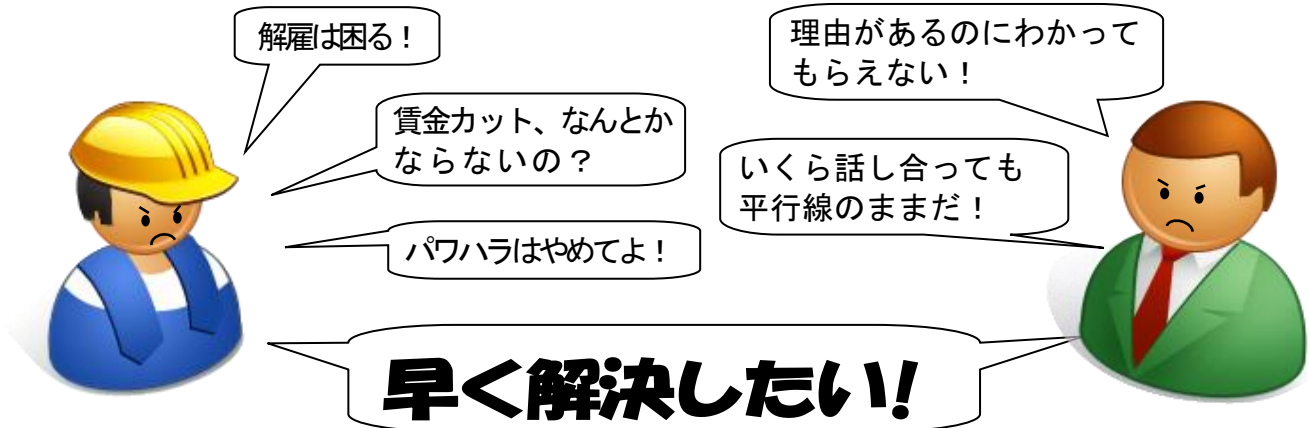 解雇は困る！
賃金カット、なんとか
ならないの？
パワハラはやめてよ！
理由があるのにわかって
もらえない！
いくら話し合っても
平行線のままだ！
早く解決したい!